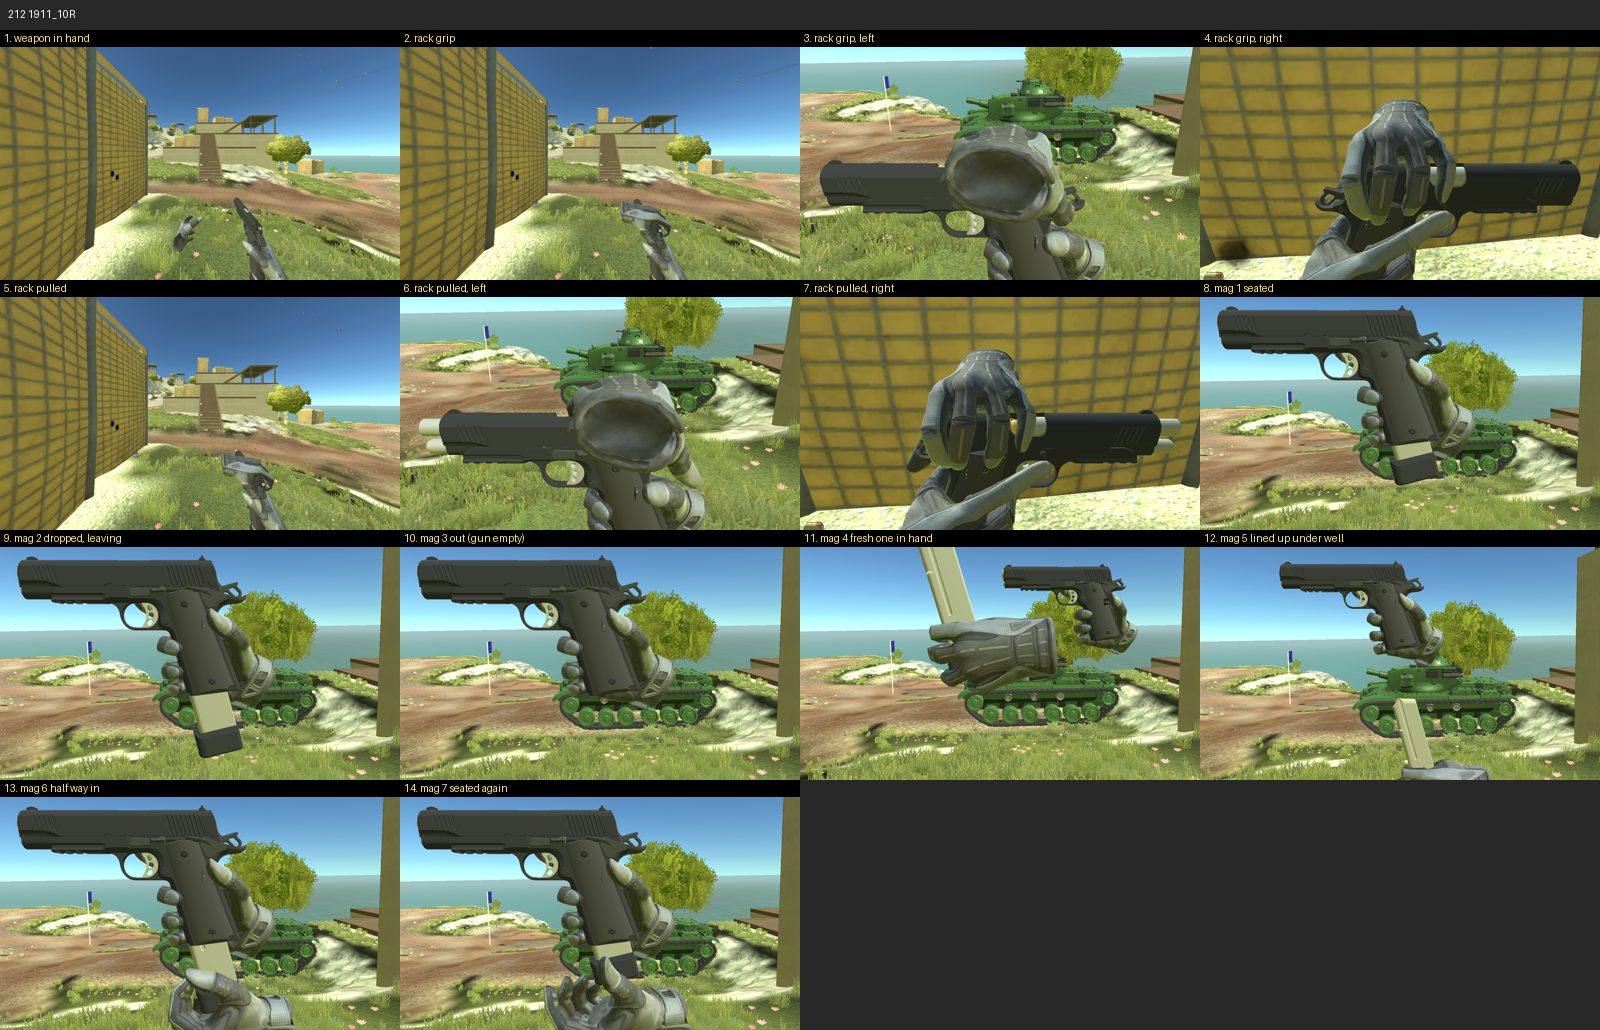 212 1911_10R
1. weapon in hand
2. rack grip
3. rack grip, left
4. rack grip, right
5. rack pulled
6. rack pulled, left
7. rack pulled, right
8. mag 1 seated
9. mag 2 dropped, leaving
10. mag 3 out (gun empty)
11. mag 4 fresh one in hand
12. mag 5 lined up under well
13. mag 6 half way in
14. mag 7 seated again